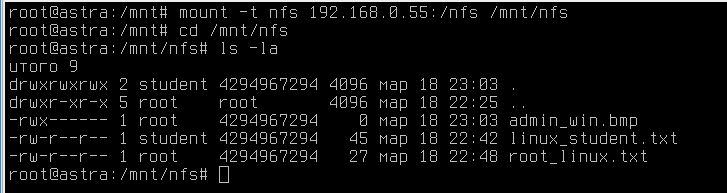 root@astra:/mnt# mount -t nfs 192.168.0.55:/nfs /mnt/nfs
root@astra:/mnt# cd /mnt/nfs
root@astra:/mnt/nfs# ls -la
итого 9
drwxrwxrwx 2 student 4294967294 4096 мар 18 23:03 .
drwxr-xr-x 5 root    root       4096 мар 18 22:25 ..
-rwx------ 1 root    4294967294    0 мар 18 23:03 admin_win.bmp
-rw-r--r-- 1 student 4294967294   45 мар 18 22:42 linux_student.txt
-rw-r--r-- 1 root    4294967294   27 мар 18 22:48 root_linux.txt
root@astra:/mnt/nfs#